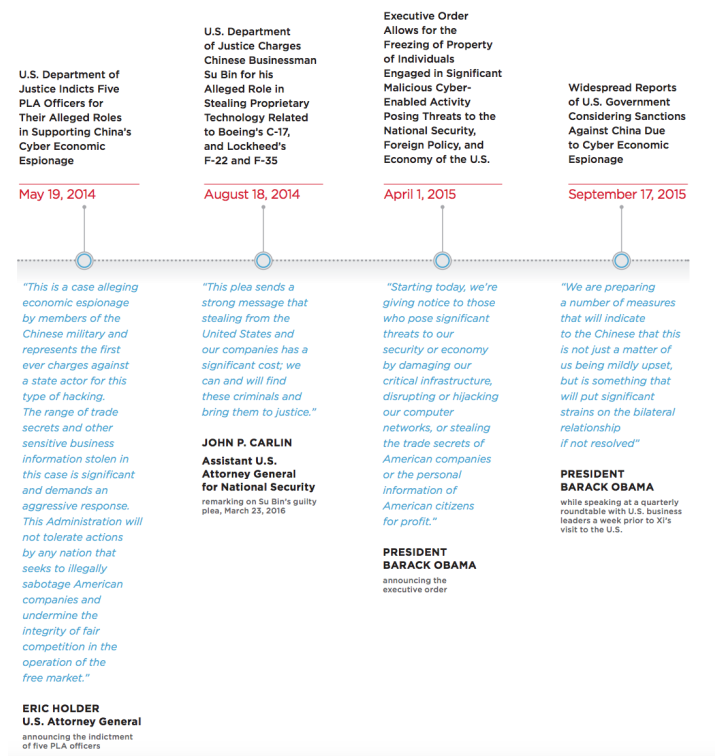 U.S. Department of
Justice Indicts Five
PLA Officers for
Their Alleged Roles
in Supporting China's
Cyber Economic
Espionage
May 19, 2014
"This is a case alleging
economic espionage
by members of the
Chinese military and
represents the first
ever charges against
a state actor for this
type of hacking.
The range of trade
secrets and other
sensitive business
information stolen in
this case is significant
and demands an
aggressive response.
This Administration will
not tolerate actions
by any nation that
seeks to illegally
sabotage American
companies and
undermine the
integrity of fair
competition in the
operation of the
free market."
ERIC HOLDER
U.S. Attorney General
announcing the indictment
of five PLA officers
U.S. Department
of Justice Charges
Chinese Businessman
Su Bin for his
Alleged Role in
Stealing Proprietary
Technology Related
to Boeing's C-17,
and Lockheed's
F-22 and F-35
August 18, 2014
"This plea sends a
strong message that
stealing from the
United States and
our companies has a
significant cost; we
can and will find
these criminals and
bring them to justice."
JOHN P. CARLIN
Assistant U.S.
Attorney General
for National Security
remarking on Su Bin's guilty
plea, March 23, 2016
Executive Order
Allows for the
Freezing of Property
of Individuals
Engaged in Significant
Malicious Cyber-
Enabled Activity
Posing Threats to the
National Security,
Foreign Policy, and
Economy of the U.S.
April 1, 2015
"Starting today, we're
giving notice to those
who pose significant
threats to our
security or economy
by damaging our
critical infrastructure,
disrupting or hijacking
our computer
networks, or stealing
the trade secrets of
American companies
or the personal
information of
American citizens
for profit."
PRESIDENT
BARACK OBAMA
announcing the
executive order
Widespread Reports
of U.S. Government
Considering Sanctions
Against China Due
to Cyber Economic
Espionage
September 17, 2015
"We are preparing
a number of measures
that will indicate
to the Chinese that this
is not just a matter of
us being mildly upset,
but is something that
will put significant
strains on the bilateral
relationship
if not resolved"
PRESIDENT
BARACK OBAMA
while speaking at a quarterly
roundtable with U.S. business
leaders a week prior to Xi's
visit to the U.S.